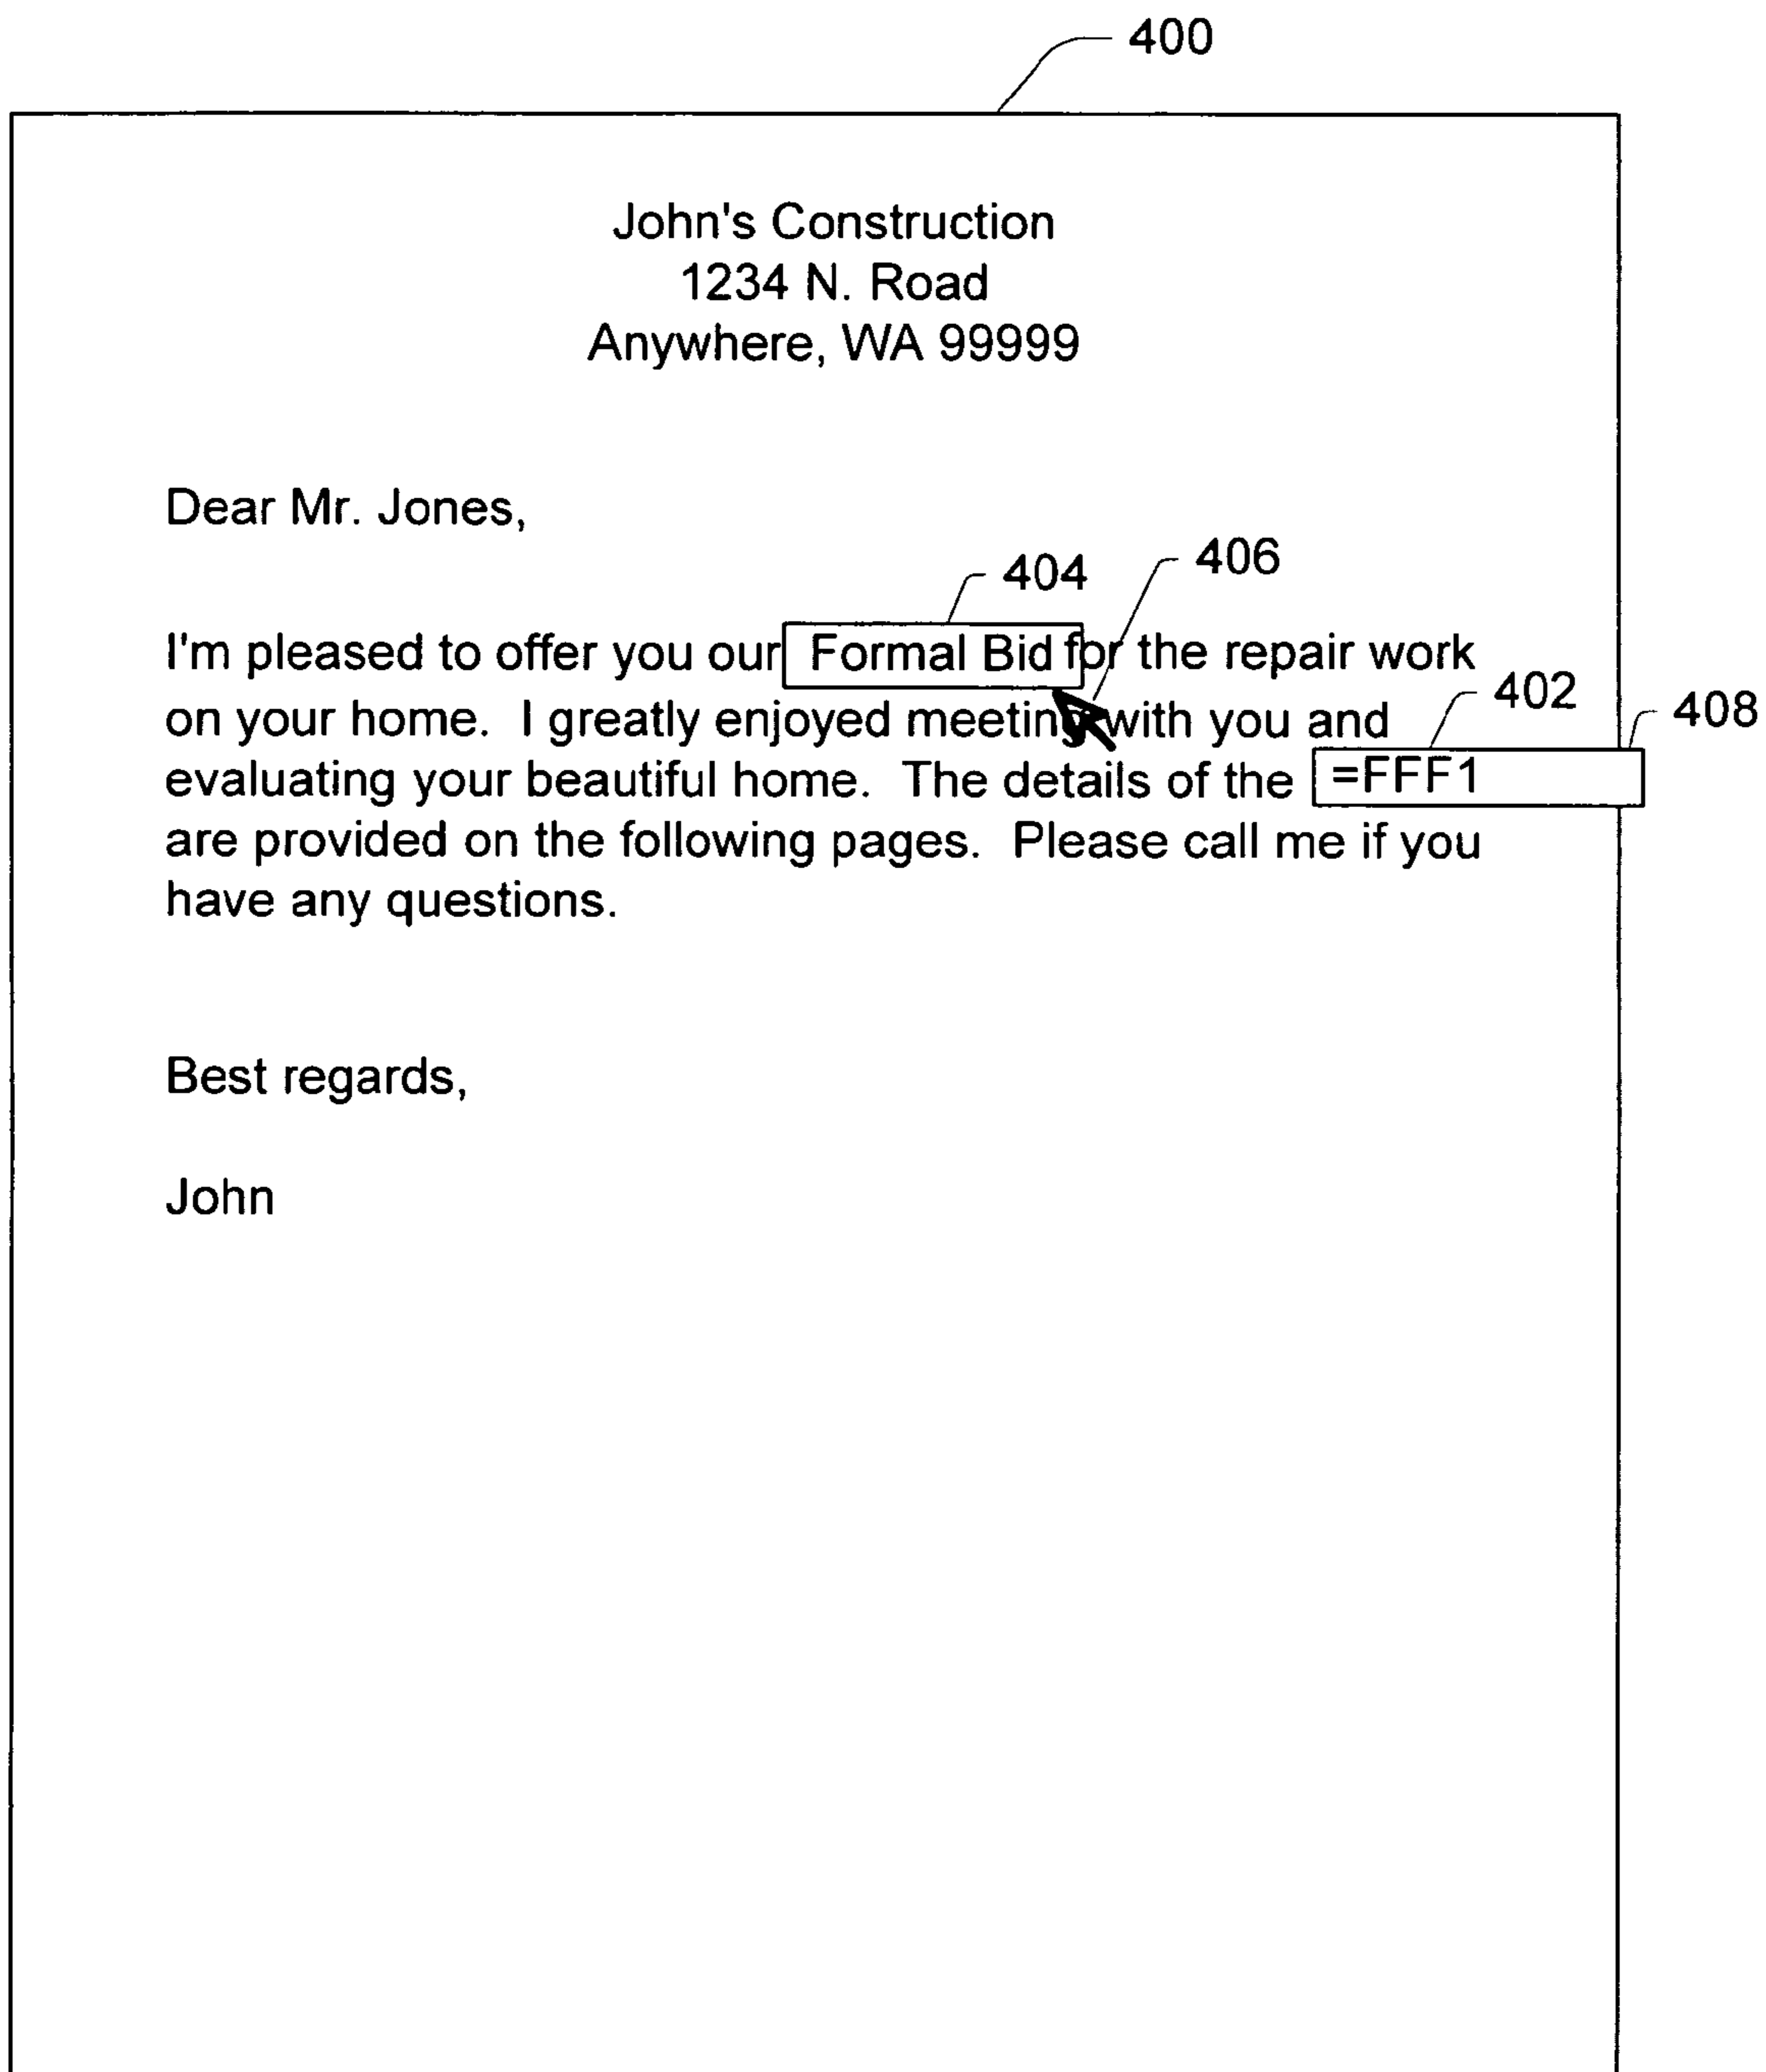 400
John's Construction
1234 N. Road
Anywhere, WA 99999
Dear Mr. Jones,
404 406
I'm pleased to offer you our Formal Bid for the repair work
402 408
on your home. I greatly enjoyed meeting with you and
evaluating your beautiful home. The details of the =FFF1
are provided on the following pages. Please call me if you
have any questions.
Best regards,
John